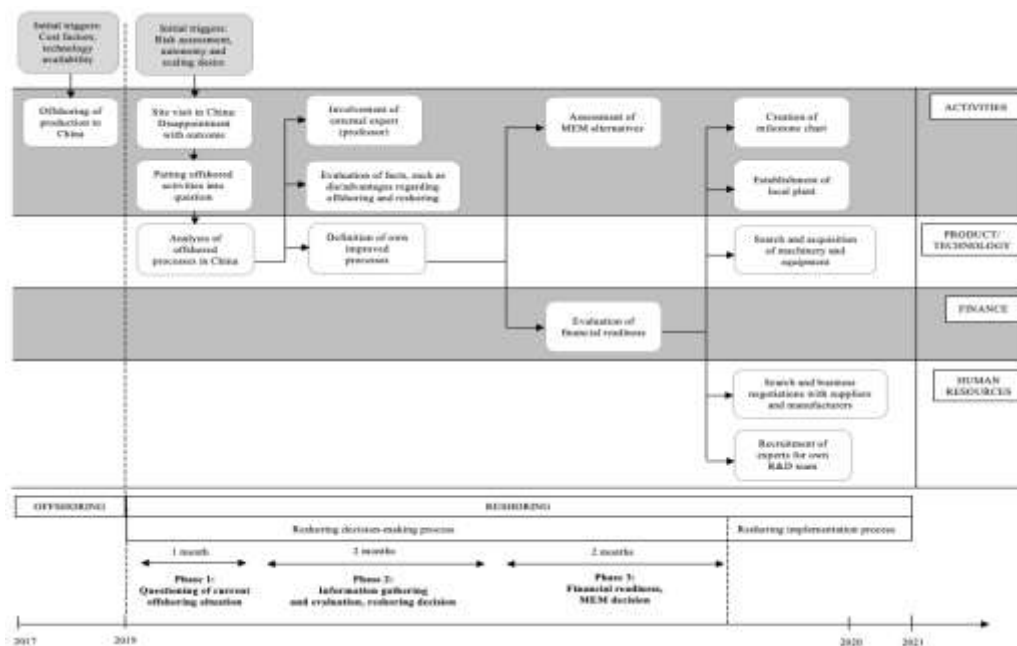 Initial triggers:
Cost factors,
technology
availability
Initial triggers:
Risk assessment,
autonomy and
scaling desire
Offshoring of
production in
China
Site visit in China:
Disappointment
with outcome
Involvement of
external expert
(professor)
Assessment of
MEM alternatives
Creation of
milestone chart
ACTIVITIES
Putting offshored
activities into
question
Evaluation of facts, such as
disadvantages regarding
offshoring and reshoring
Establishment of
local plant
Analyses of
offshored
processes in China
Definition of own
improved
processes
Search and acquisition
of machinery and
equipment
PRODUCT/
TECHNOLOGY
Evaluation of
financial readiness
FINANCE
Search and business
negotiations with suppliers
and manufacturers
HUMAN
RESOURCES
Recruitment of
experts for own
R&D team
OFFSHORING
RESHORING
Reshoring decision-making process
Reshoring implementation process
1 month
2 months
2 months
Phase 1:
Questioning of current
offshoring situation
Phase 2:
Information gathering
and evaluation, reshoring decision
Phase 3:
Financial readiness,
MEM decision
2017
2019
2020
2021